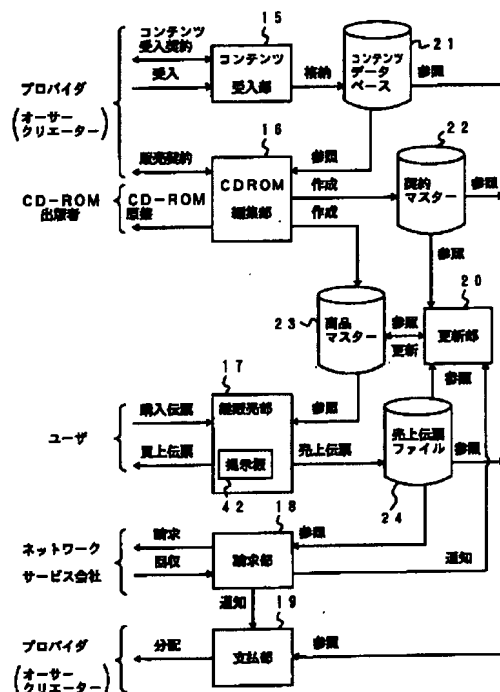 コンテンツ
受入契約
15
コンテンツ
受入部
受入
格納
21
コンテンツ
データ
ベース
参照
プロバイダ
(オーサー
クリエーター)
16
参照
22
販売契約
CDROM
編集部
作成
契約
マスター
参照
CD-ROM
出版者
CD-ROM
原盤
作成
参照
20
23
商品
マスター
参照
更新
更新部
17
参照
購入伝票
販売部
参照
ユーザ
掲示板
買上伝票
売上伝票
売上伝票
ファイル
参照
42
18
24
ネットワーク
サービス会社
請求
参照
請求部
回収
通知
通知
19
プロバイダ
(オーサー
クリエーター)
分配
支払部
参照